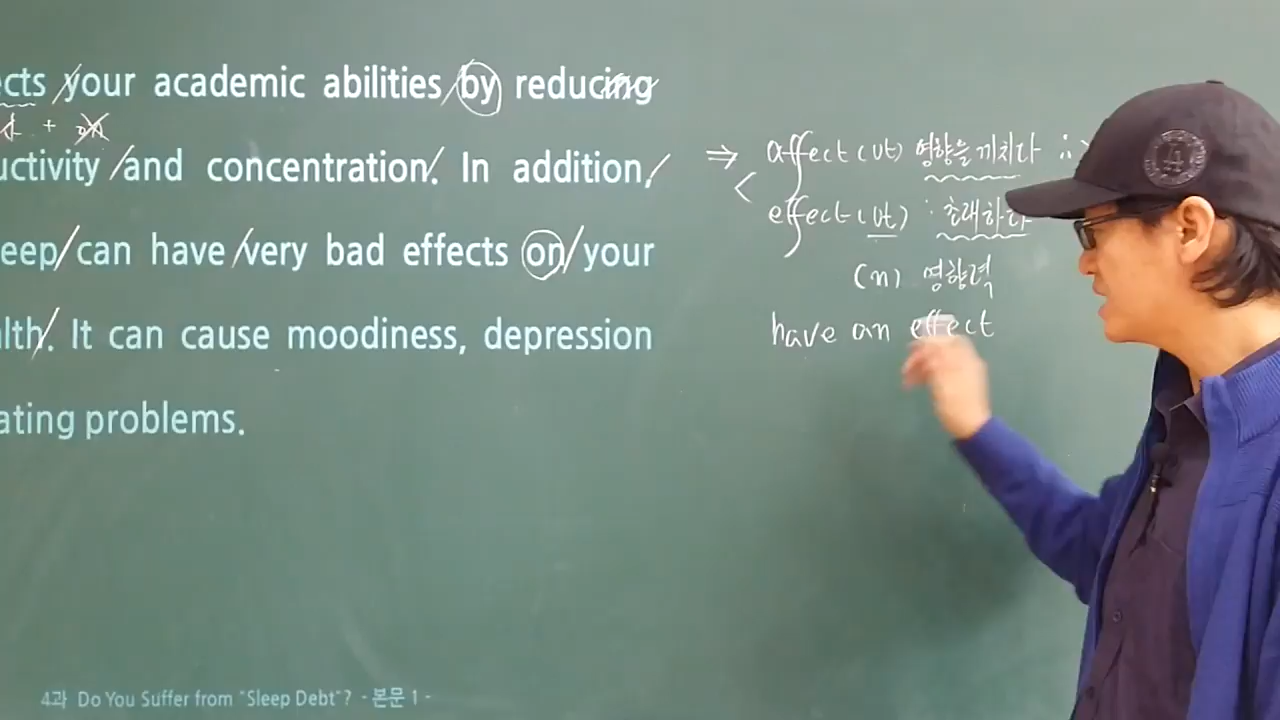 ects your academic abilities by reducing
+
uctivity and concentration. In addition,
eep can have very bad effects on your
lth. It can cause moodiness, depression
ating problems.
⇒ affect (vt) 영향을 끼치다
< effect (vt) : 초래하다
(n) 영향력
have an effect
4과 Do You Suffer from "Sleep Debt"? - 본문 1 -